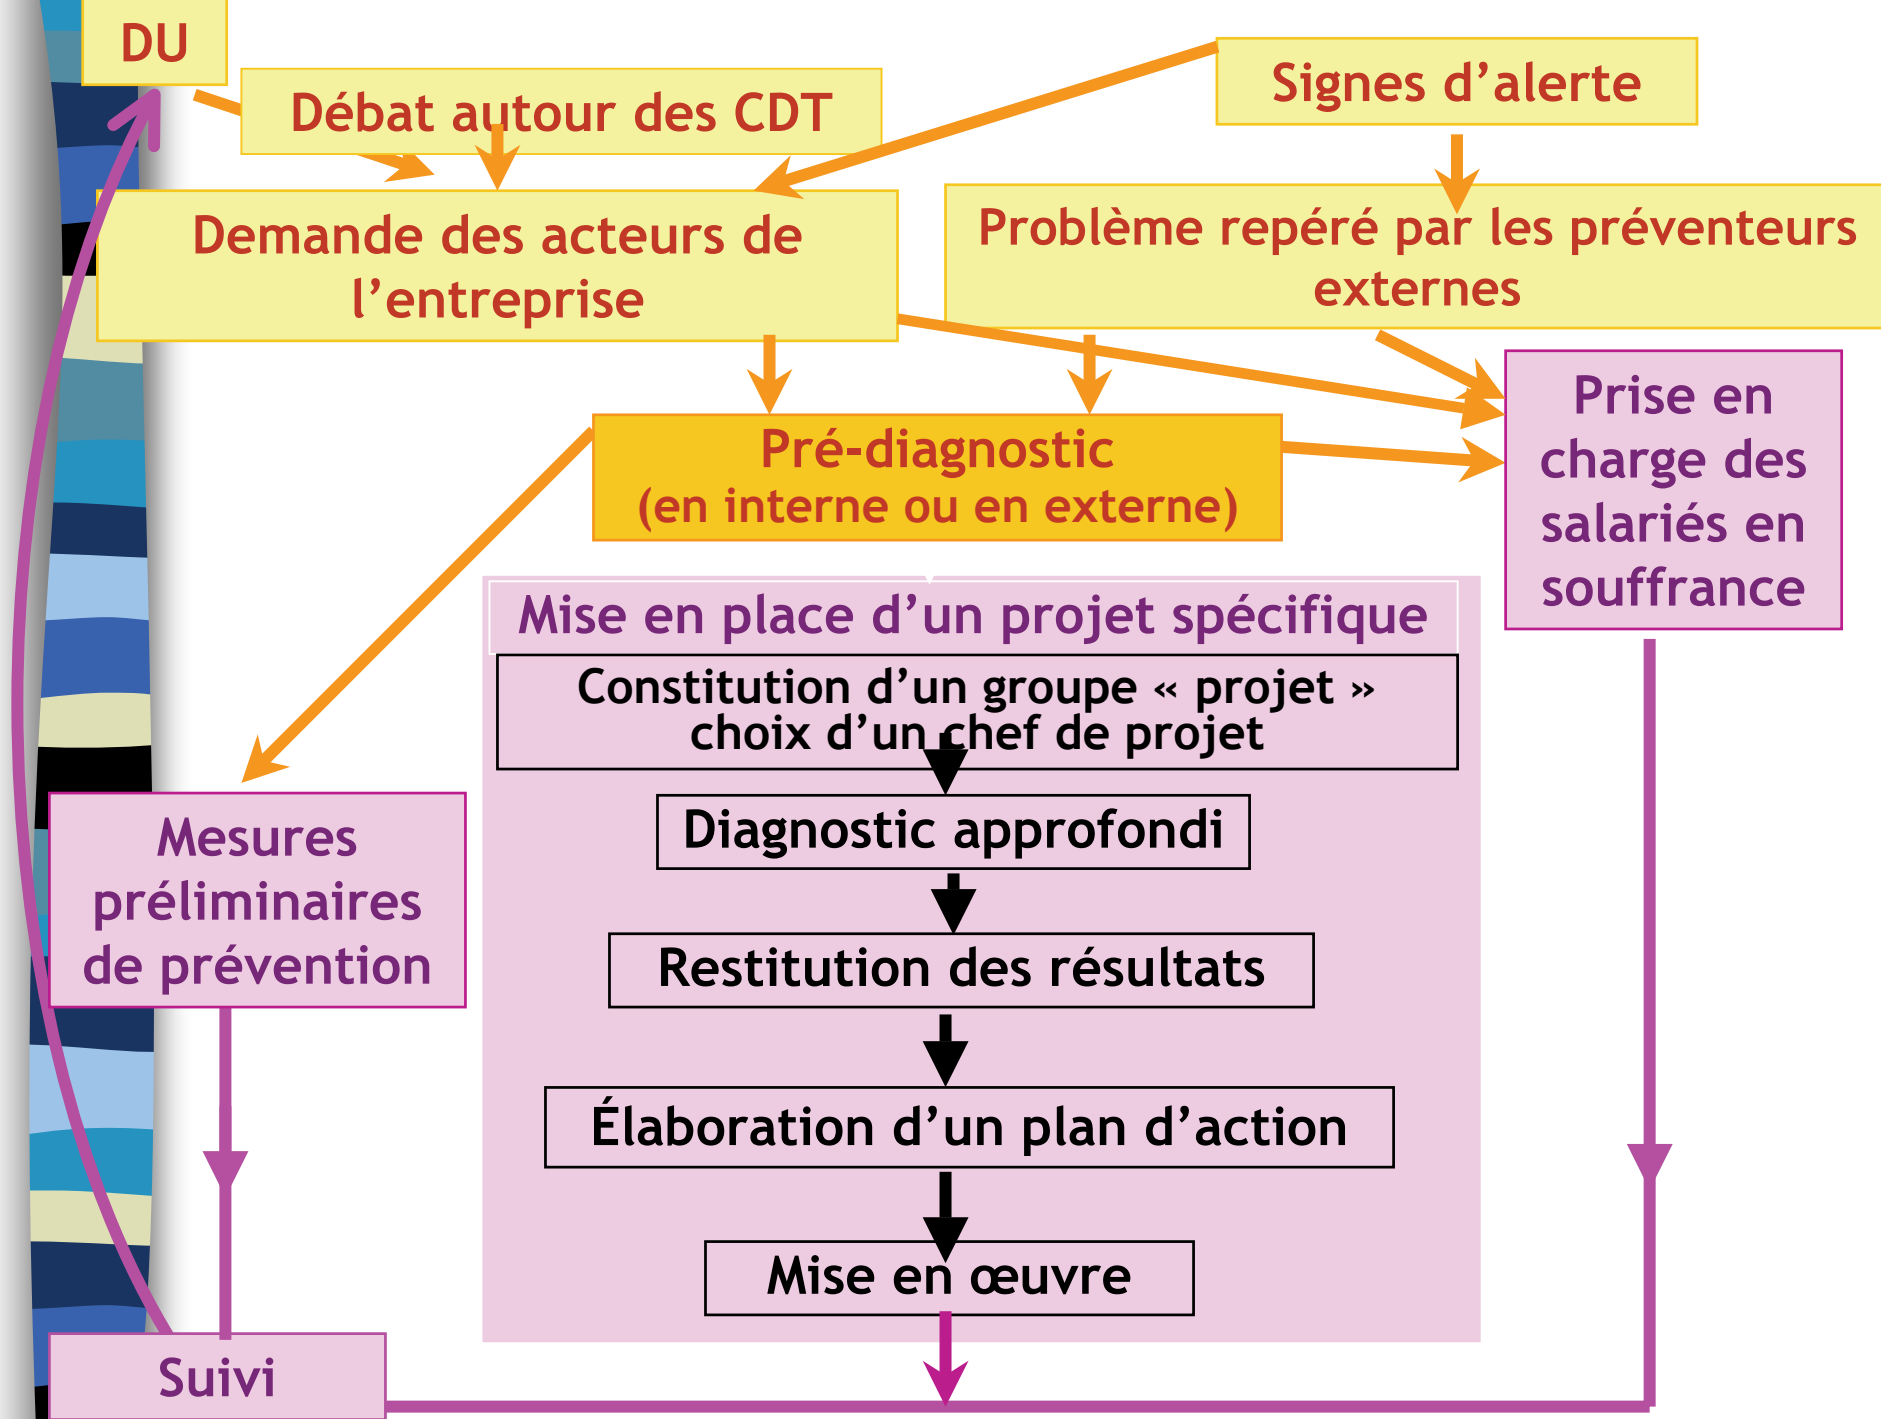 DU
Débat autour des CDT
Signes d’alerte
Demande des acteurs de
l’entreprise
Problème repéré par les préventeurs
externes
Pré-diagnostic
(en interne ou en externe)
Prise en
charge des
salariés en
souffrance
Mise en place d’un projet spécifique
Constitution d’un groupe « projet »
choix d’un chef de projet
Diagnostic approfondi
Mesures
préliminaires
de prévention
Restitution des résultats
Élaboration d’un plan d’action
Mise en œuvre
Suivi